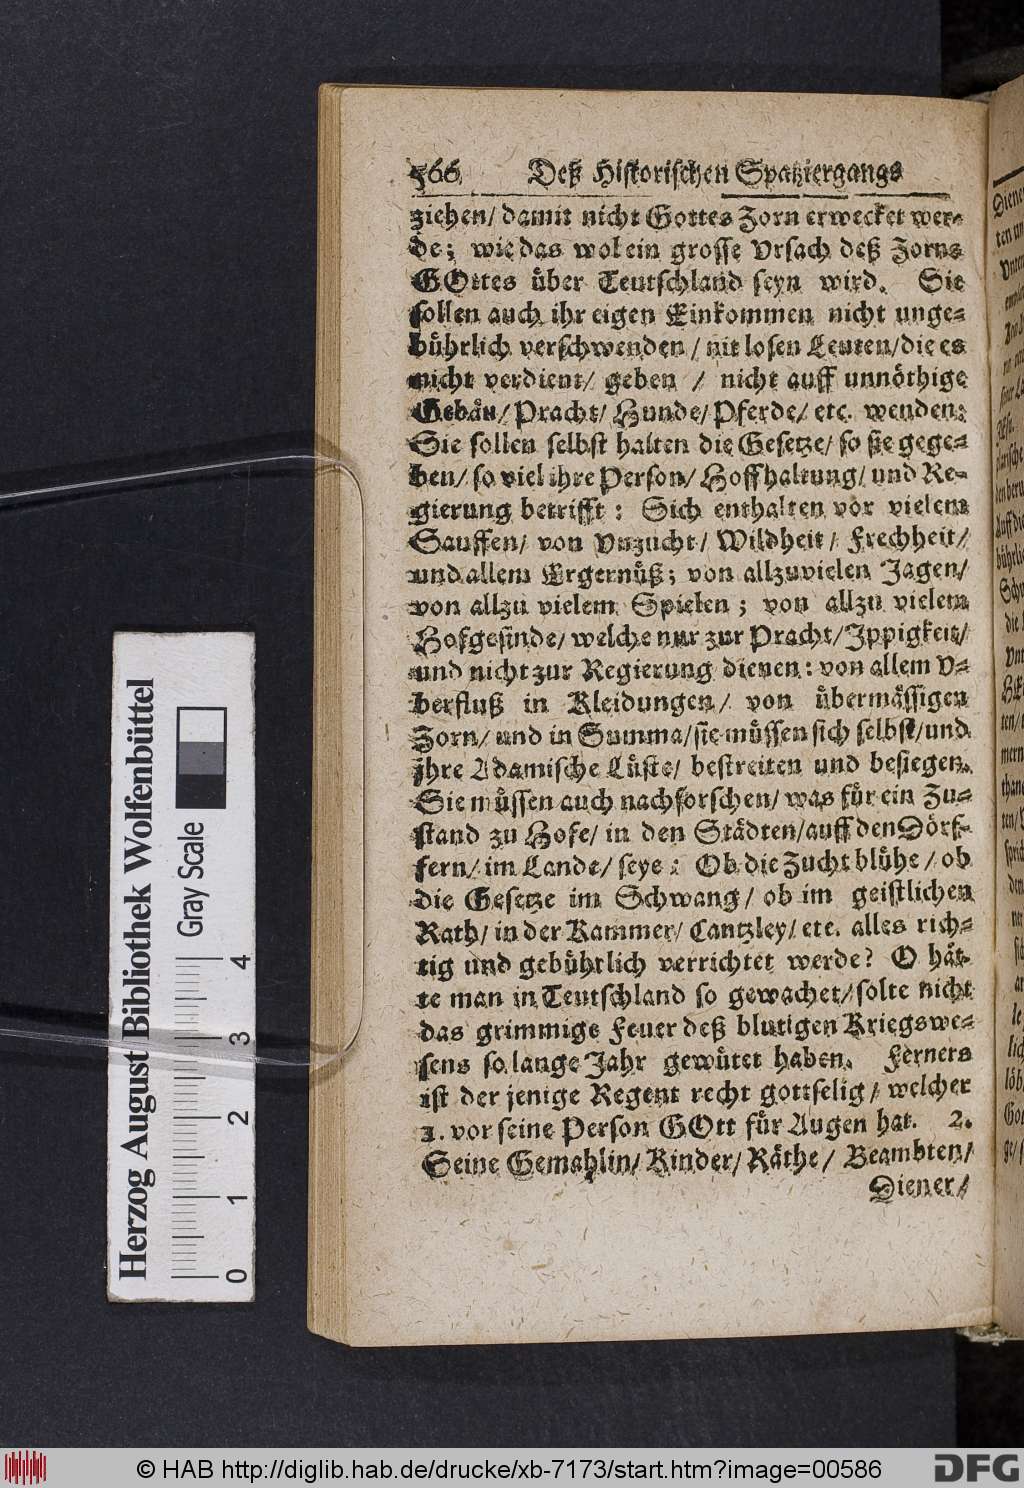 566 Deß Historischen Spatziergangs
ziehen/ damit nicht Gottes Zorn erwecket wer-
de; wie das wol ein grosse Vrsach deß Zorns
GOttes über Teutschland seyn wird. Sie
sollen auch ihr eigen Einkommen nicht unge-
bührlich verschwenden/ nit losen Leuten/die es
nicht verdient/ geben / nicht auff unnöthige
Gebäu/ Pracht/ Hunde/ Pferde/ etc. wenden:
Sie sollen selbst halten die Gesetze/ so sie gege-
ben/ so viel ihre Person/ Hoffhaltung/ und Re-
gierung betrifft: Sich enthalten vor vielem
Sauffen/ von Vnzucht/ Wildheit/ Frechheit/
und allem Ergernüß; von allzuvielen Jagen/
von allzu vielem Spielen; von allzu vielem
Hofgesinde/ welche nur zur Pracht/ Jppigkeit/
und nicht zur Regierung dienen: von allem v-
berfluß in Kleidungen/ von übermässigen
Zorn/ und in Summa/sie müssen sich selbst/und
jhre Adamische Lüste/ bestreiten und besiegen.
Sie müssen auch nachforschen/ was für ein Zu-
stand zu Hofe/ in den Städten/auff den Dörf-
fern/ im Lande/ seye: Ob die Zucht blühe/ ob
die Gesetze im Schwang/ ob im geistlichen
Rath/ in der Kammer/ Cantzley/ etc. alles rich-
tig und gebührlich verrichtet werde? O hät-
te man in Teutschland so gewachet/ solte nicht
das grimmige Feuer deß blutigen Kriegswe-
sens so lange Jahr gewütet haben. Ferners
ist der jenige Regent recht gottselig/ welcher
1. vor seine Person GOtt für Augen hat. 2.
Seine Gemahlin/ Kinder/ Räthe/ Beambten/
Diener/
Herzog August Bibliothek Wolfenbüttel
Gray Scale
0 1 2 3 4
© HAB http://diglib.hab.de/drucke/xb-7173/start.htm?image=00586
DFG